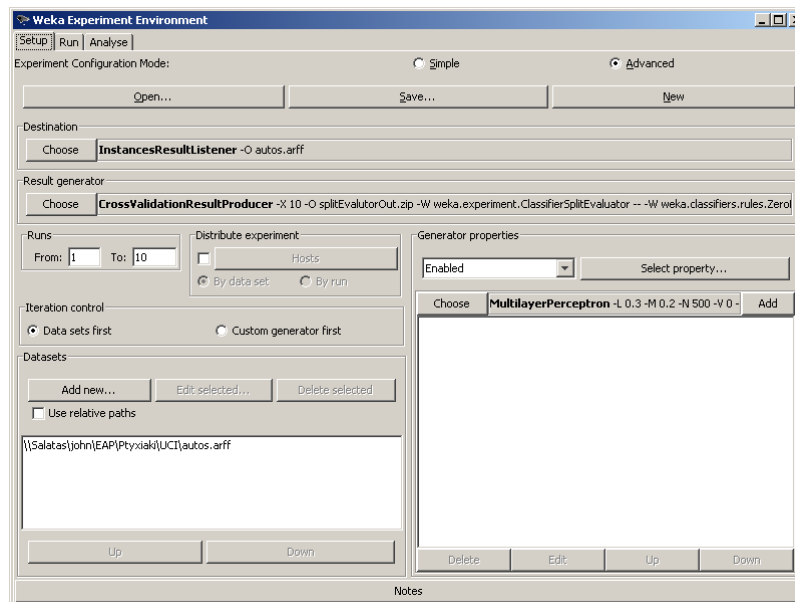 Weka Experiment Environment
Setup Run Analyse
Experiment Configuration Mode: Simple Advanced
Open... Save... New
Destination
Choose InstancesResultListener -O autos.arff
Result generator
Choose CrossValidationResultProducer -X 10 -O splitEvalutorOut.zip -W weka.experiment.ClassifierSplitEvaluator -- -W weka.classifiers.rules.ZeroI
Runs
From: 1 To: 10
Distribute experiment
Hosts
By data set By run
Iteration control
Data sets first Custom generator first
Datasets
Add new... Edit selected... Delete selected
Use relative paths
\\Salatas\john\EAP\Ptyxiaki\UCI\autos.arff
Up Down
Generator properties
Enabled Select property...
Choose MultilayerPerceptron -L 0.3 -M 0.2 -N 500 -V 0 - Add
Delete Edit Up Down
Notes